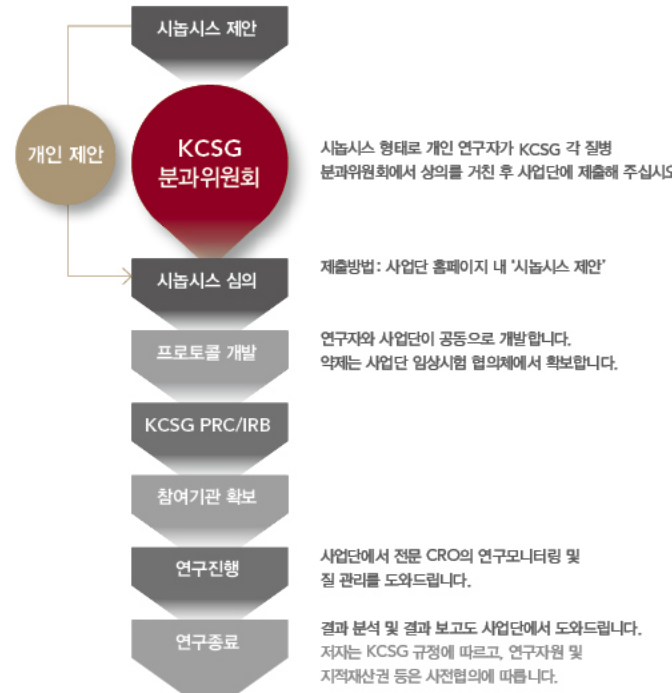 시놉시스 제안
개인 제안
KCSG
분과위원회
시놉시스 형태로 개인 연구자가 KCSG 각 질병
분과위원회에서 상의를 거친 후 사업단에 제출해 주십시오
시놉시스 심의
제출방법: 사업단 홈페이지 내 '시놉시스 제안'
프로토콜 개발
연구자와 사업단이 공동으로 개발합니다.
약제는 사업단 임상시험 협의체에서 확보합니다.
KCSG PRC/IRB
참여기관 확보
연구진행
사업단에서 전문 CRO의 연구모니터링 및
질 관리를 도와드립니다.
연구종료
결과 분석 및 결과 보고도 사업단에서 도와드립니다.
저자는 KCSG 규정에 따르고, 연구자원 및
지적재산권 등은 사전협의에 따릅니다.